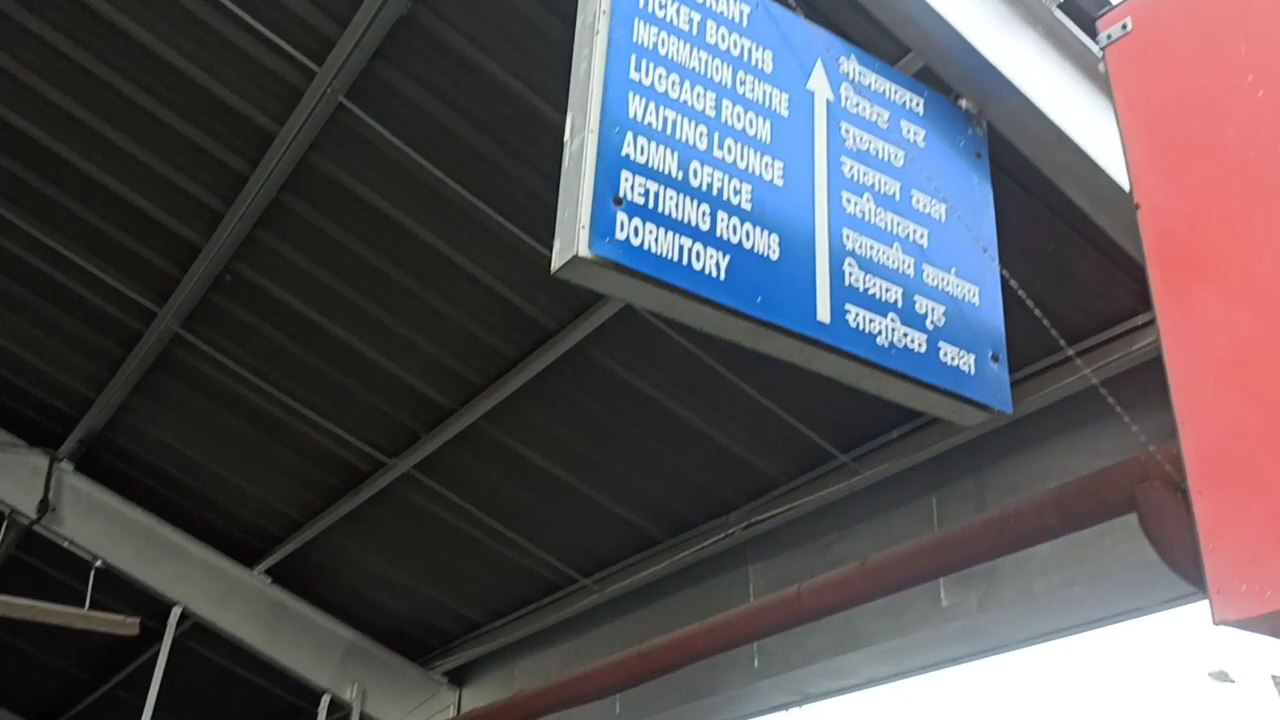 TICKET BOOTHS
INFORMATION CENTRE
LUGGAGE ROOM
WAITING LOUNGE
ADMN. OFFICE
RETIRING ROOMS
DORMITORY
भोजनालय
टिकट घर
पूछताछ
सामान कक्ष
प्रतीक्षालय
प्रशासकीय कार्यालय
विश्राम गृह
सामूहिक कक्ष